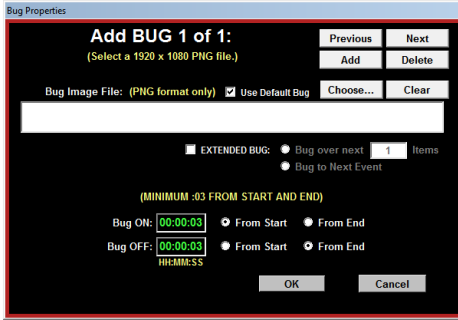 Bug Properties
Add BUG 1 of 1:
Previous Next
(Select a 1920 x 1080 PNG file.)
Add Delete
Bug Image File: (PNG format only) Use Default Bug Choose... Clear
EXTENDED BUG: Bug over next 1 Items
Bug to Next Event
(MINIMUM :03 FROM START AND END)
Bug ON: 00:00:03 From Start From End
Bug OFF: 00:00:03 From Start From End
HH:MM:SS
OK Cancel